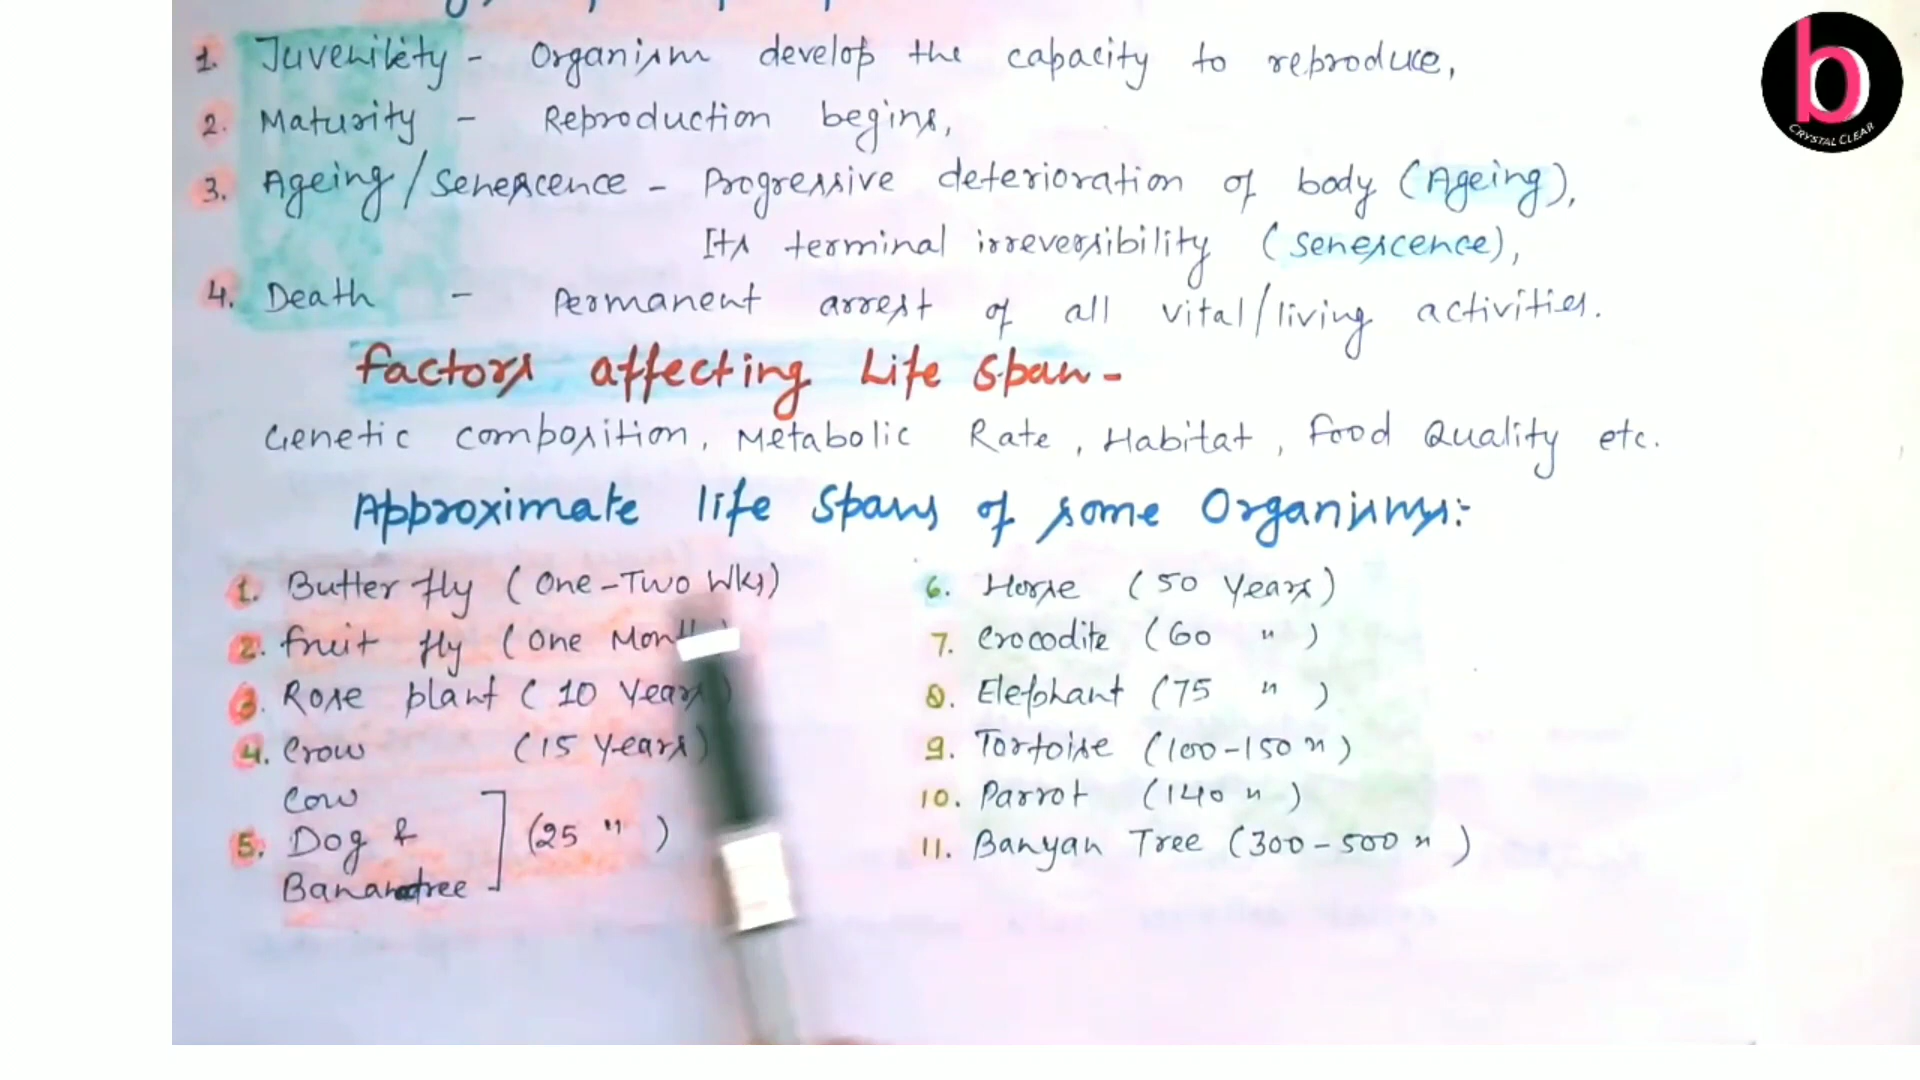 1. Juvenility - Organism develop the capacity to reproduce,
2. Maturity - Reproduction begins,
3. Ageing/Senescence - Progressive deterioration of body (Ageing),
Its terminal irreversibility (senescence),
4. Death - Permanent arrest of all vital/living activities.
Factors affecting Life Span -
Genetic composition, Metabolic Rate, Habitat, Food Quality etc.
Approximate life Spans of some Organisms:-
1. Butterfly (One-Two Wks)
2. Fruit fly (One Month)
3. Rose plant (10 Years)
4. Crow (15 Years)
Cow
5. Dog & (25 " )
Banana tree
6. Horse (50 Years)
7. Crocodile (60 " )
8. Elephant (75 " )
9. Tortoise (100-150 ")
10. Parrot (140 ")
11. Banyan Tree (300-500 " )
b
CRYSTAL CLEAR